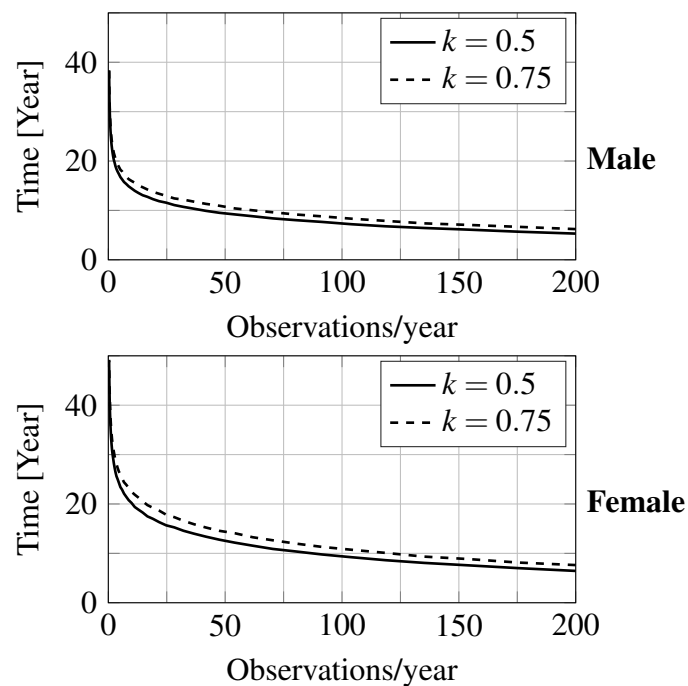 Time [Year]
40
20
0
0 50 100 150 200
Observations/year
k = 0.5
k = 0.75
Male
Time [Year]
40
20
0
0 50 100 150 200
Observations/year
k = 0.5
k = 0.75
Female